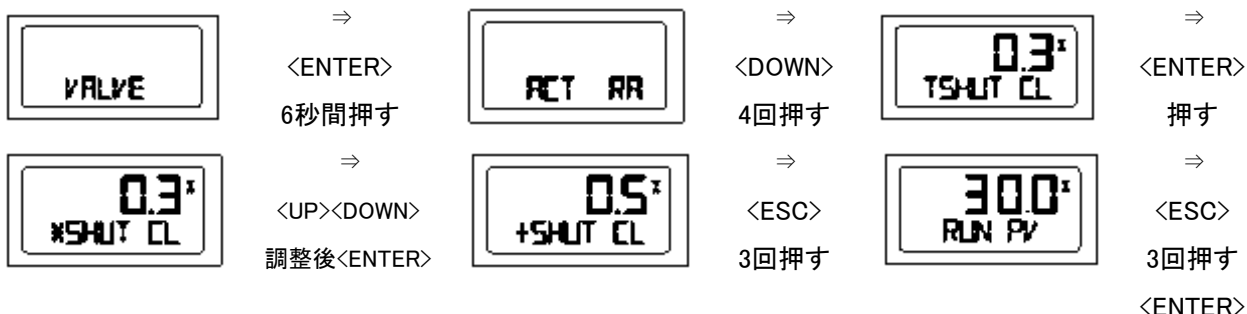 ⇒ ⇒ ⇒
VALVE <ENTER> ACT RA <DOWN> 0.3% TSHUT CL <ENTER>
6秒間押す 4回押す 押す
⇒ ⇒ ⇒
0.3% *SHUT CL <UP><DOWN> 0.5% +SHUT CL <ESC> 30.0% RUN PV <ESC>
調整後<ENTER> 3回押す 3回押す
<ENTER>